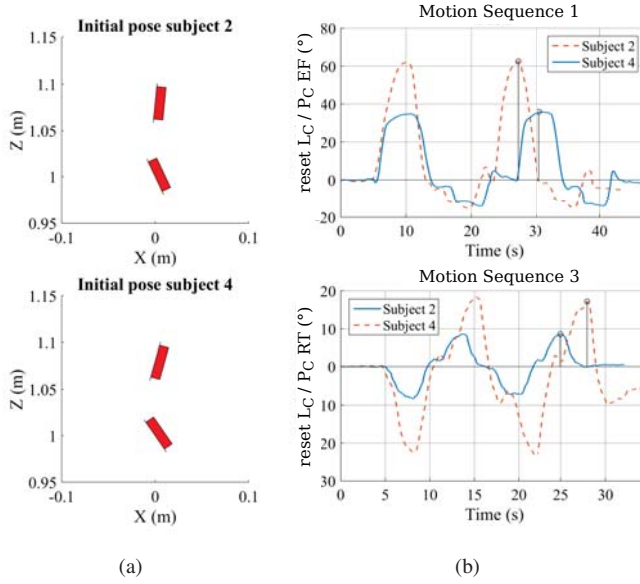 Initial pose subject 2
1.15
1.1
1.05
1
0.95
Z (m)
-0.1
0
0.1
X (m)
Initial pose subject 4
1.15
1.1
1.05
1
0.95
Z (m)
-0.1
0
0.1
X (m)
(a)
Motion Sequence 1
reset LC / PC EF (°)
80
60
40
20
0
20
Subject 2
Subject 4
0
10
20
30
40
Time (s)
Motion Sequence 3
reset LC / PC RT (°)
20
10
0
10
20
30
Subject 2
Subject 4
0
5
10
15
20
25
30
Time (s)
(b)